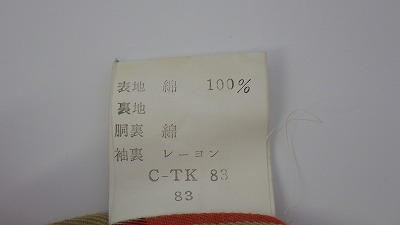 表地 綿 100%
裏地
胴裏 綿
袖裏 レーヨン
C-TK 83
83